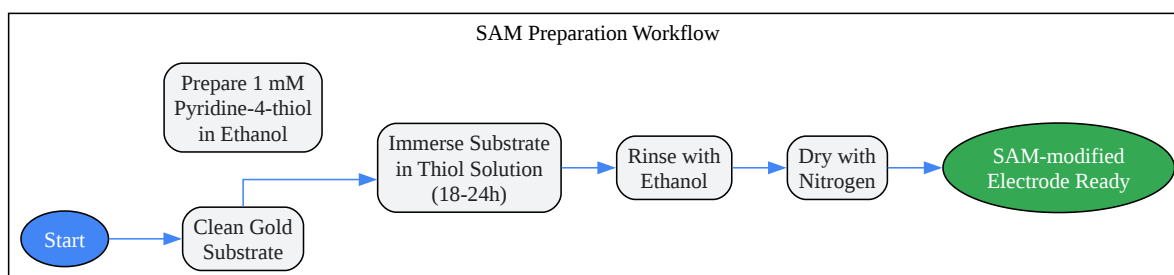 SAM Preparation Workflow
Prepare 1 mM
Pyridine-4-thiol
in Ethanol
Start
Clean Gold
Substrate
Immerse Substrate
in Thiol Solution
(18-24h)
Rinse with
Ethanol
Dry with
Nitrogen
SAM-modified
Electrode Ready